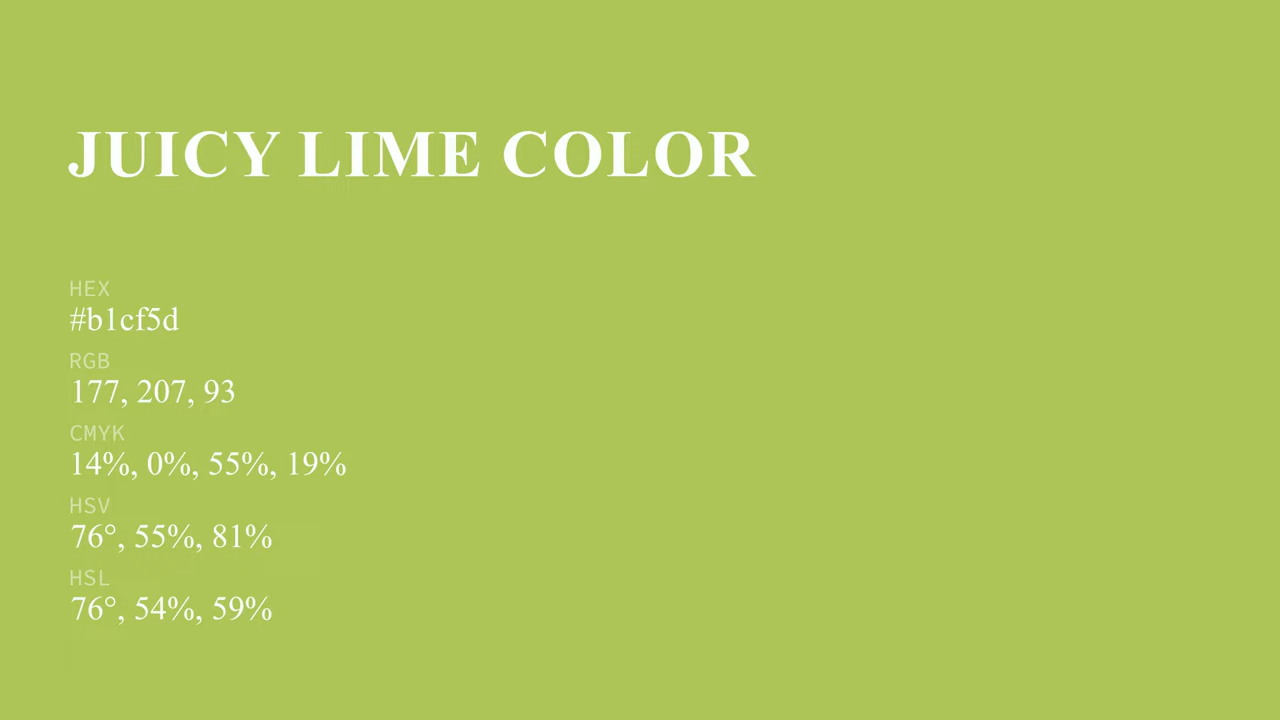 JUICY LIME COLOR
HEX
#b1cf5d
RGB
177, 207, 93
CMYK
14%, 0%, 55%, 19%
HSV
76°, 55%, 81%
HSL
76°, 54%, 59%